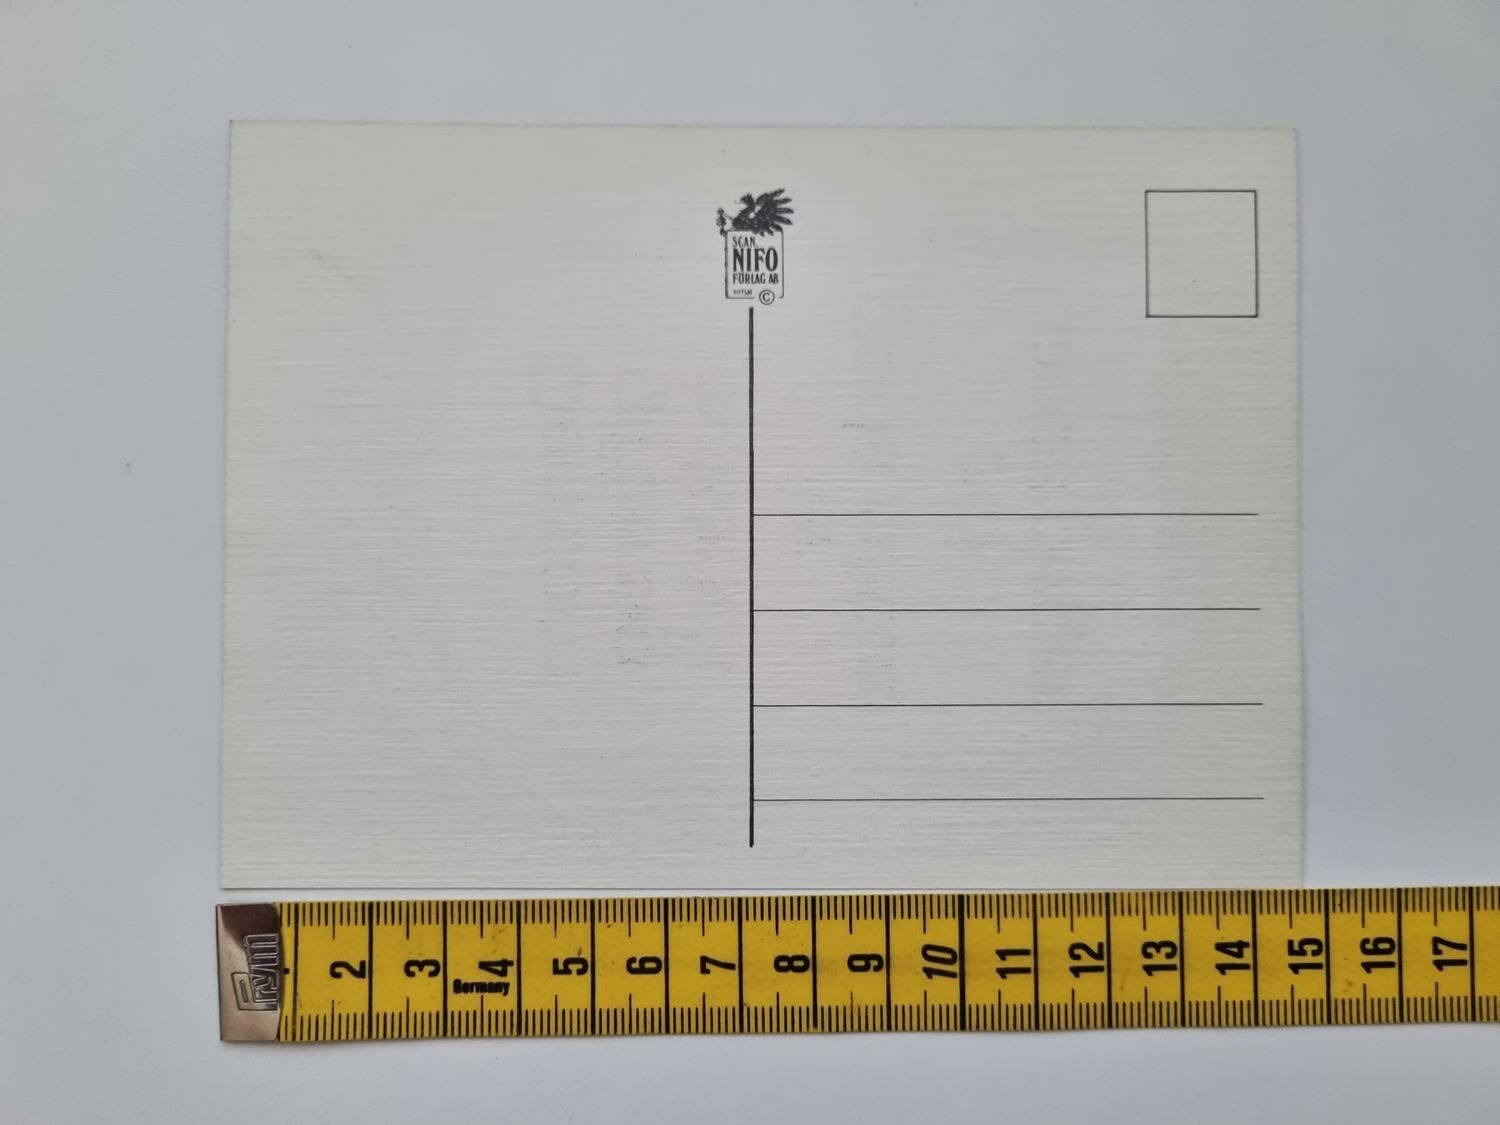 SCAN.
NIFO
FÖRLAG AB
©
Prym
2 3 4 5 6 7 8 9 10 11 12 13 14 15 16 17
Germany